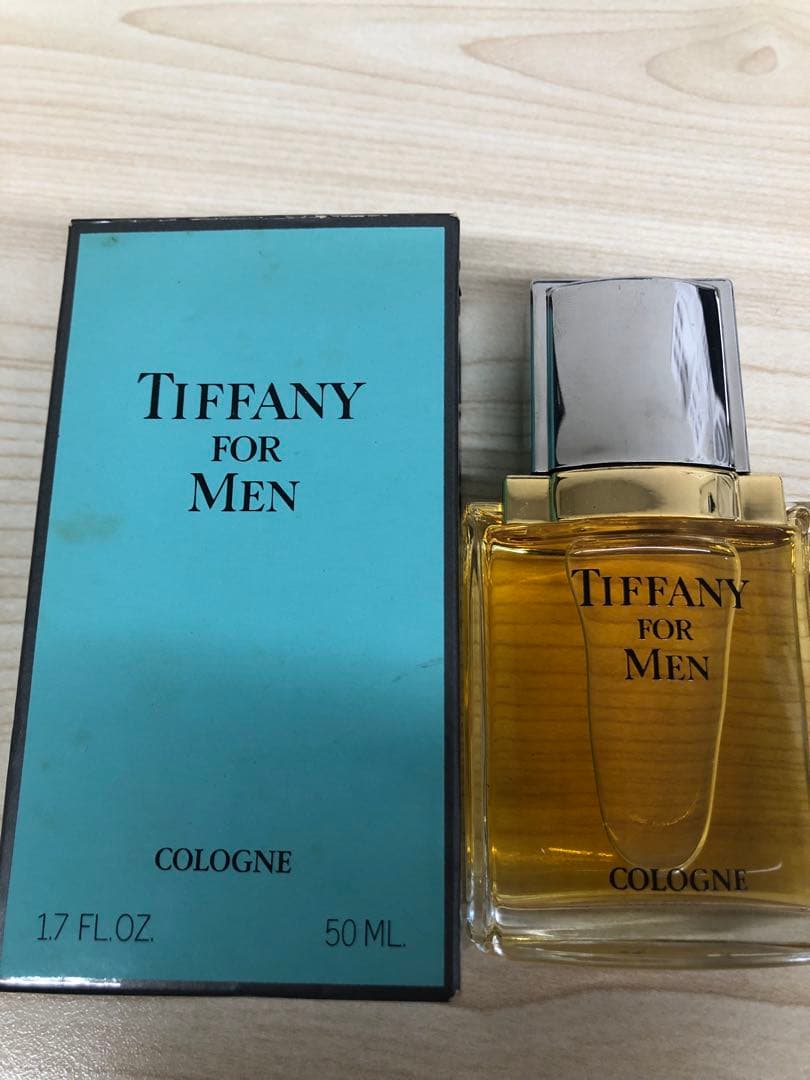 TIFFANY
FOR
MEN
COLOGNE
1.7 FL.OZ.
50 ML.
TIFFANY
FOR
MEN
COLOGNE